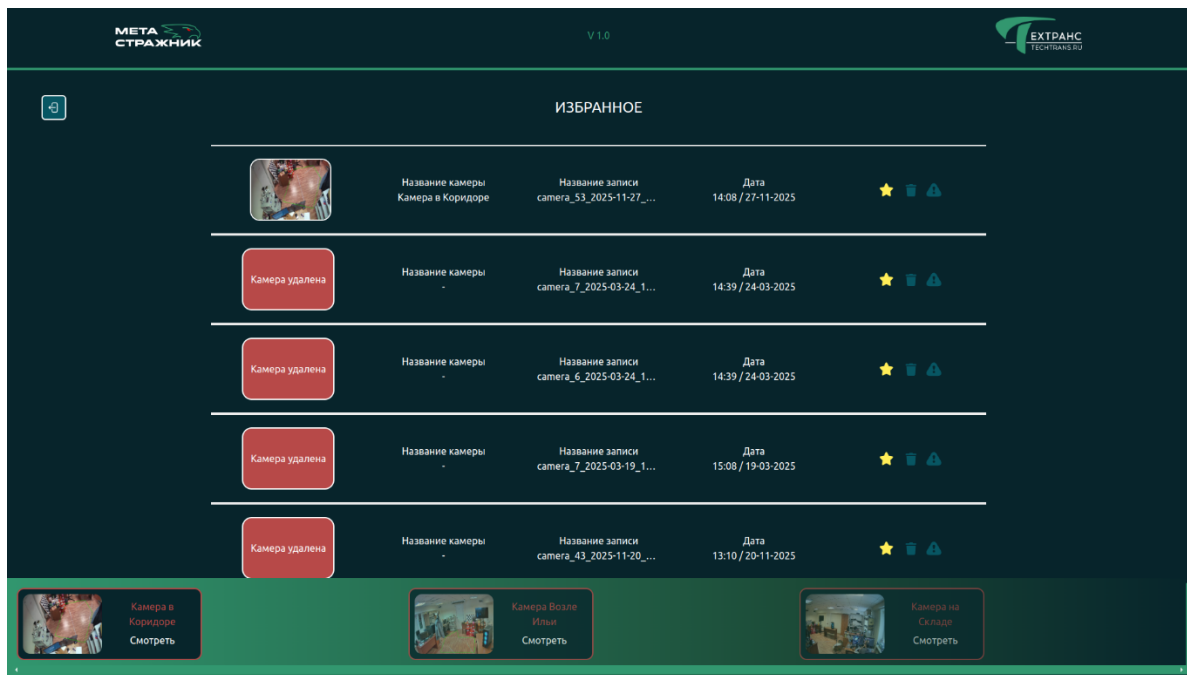 МЕТА
СТРАЖНИК
V 1.0
ЕХТРАНС
TECHTRANS.RU
ИЗБРАННОЕ
Название камеры
Камера в Коридоре
Название записи
camera_53_2025-11-27_...
Дата
14:08 / 27-11-2025
Камера удалена
Название камеры
-
Название записи
camera_7_2025-03-24_1...
Дата
14:39 / 24-03-2025
Камера удалена
Название камеры
-
Название записи
camera_6_2025-03-24_1...
Дата
14:39 / 24-03-2025
Камера удалена
Название камеры
-
Название записи
camera_7_2025-03-19_1...
Дата
15:08 / 19-03-2025
Камера удалена
Название камеры
-
Название записи
camera_43_2025-11-20_...
Дата
13:10 / 20-11-2025
Камера в
Коридоре
Смотреть
Камера Возле
Ильи
Смотреть
Камера на
Складе
Смотреть